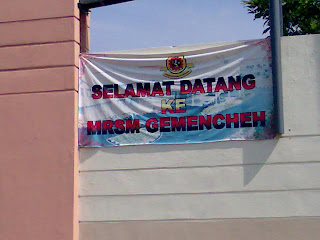 SELAMAT DATANG
KE
MRSM GEMENCHEH